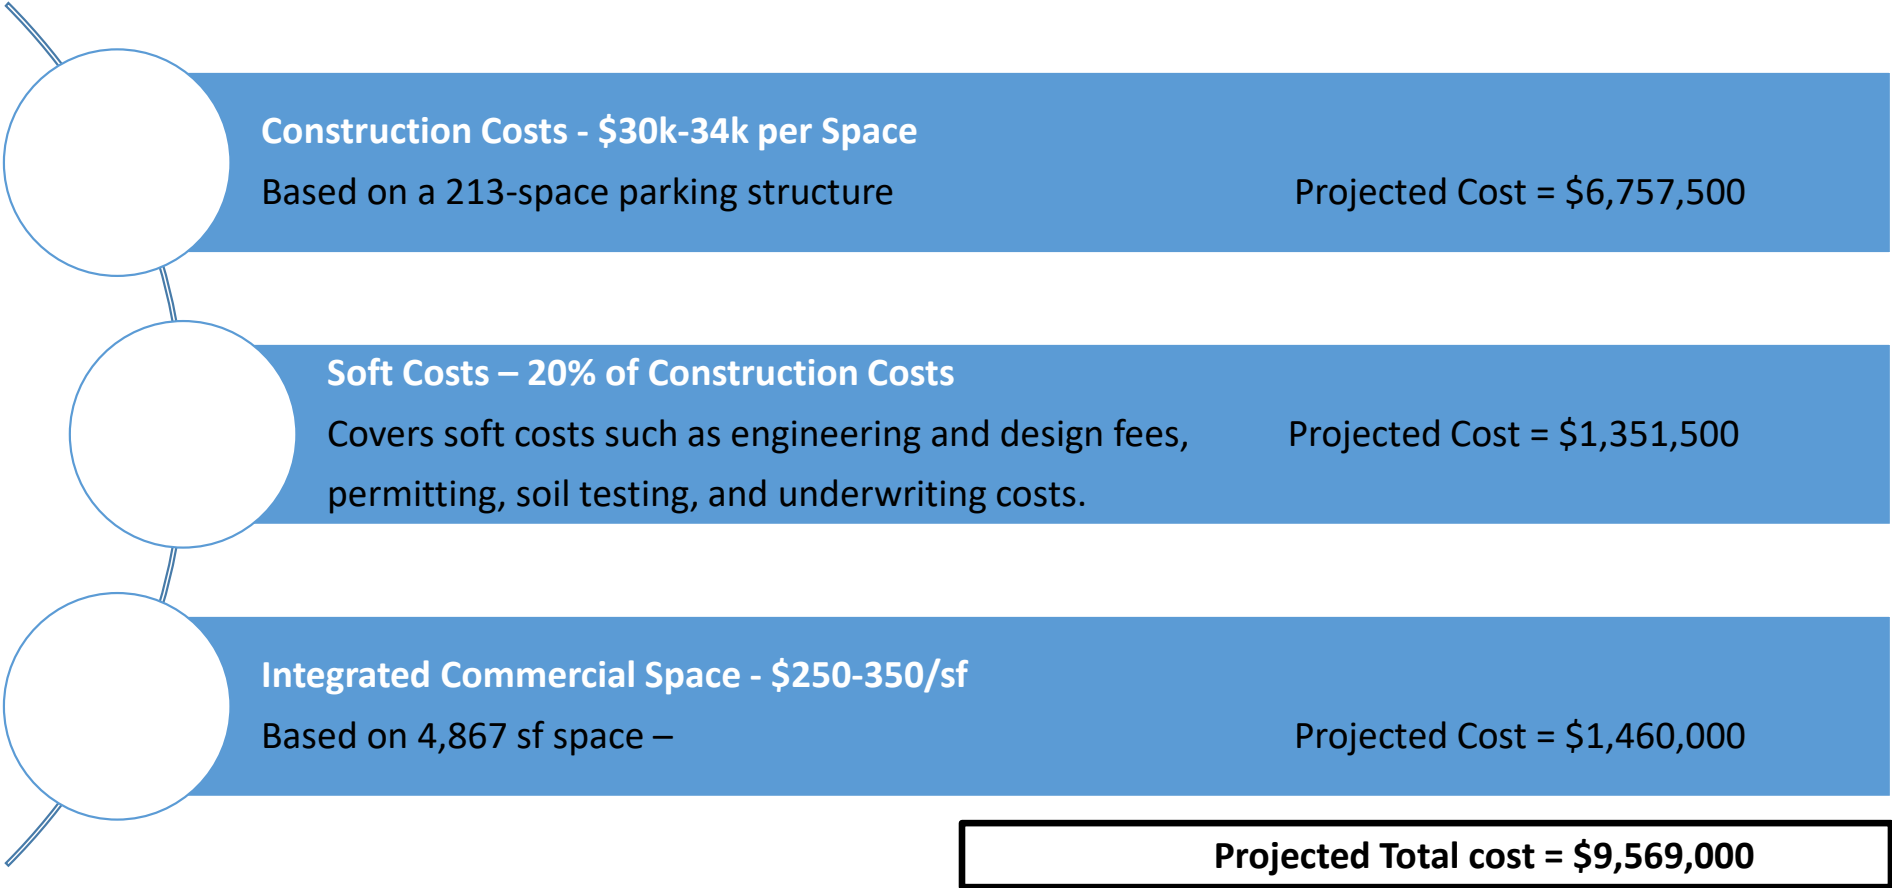 Construction Costs - $30k-34k per Space
Based on a 213-space parking structure
Projected Cost = $6,757,500
Soft Costs – 20% of Construction Costs
Covers soft costs such as engineering and design fees,
Projected Cost = $1,351,500
permitting, soil testing, and underwriting costs.
Integrated Commercial Space - $250-350/sf
Based on 4,867 sf space –
Projected Cost = $1,460,000
Projected Total cost = $9,569,000